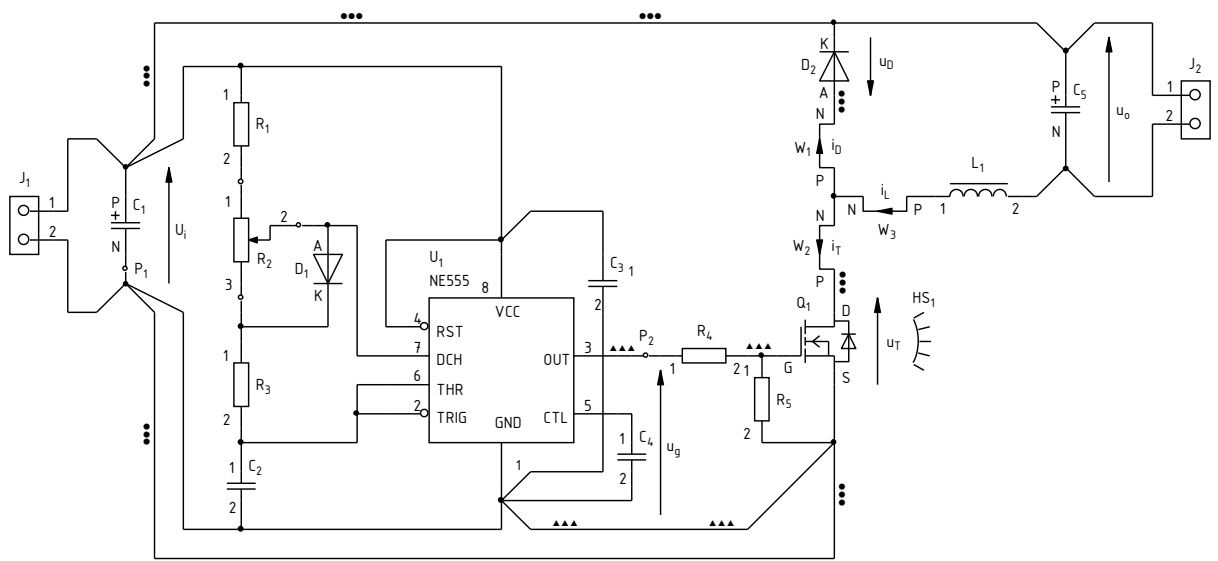 K
D2
uD
A
N
W1
iD
P
N
W2
iT
P
iL
N
P
W3
L1
1
2
P
+
C5
N
uo
J2
1
2
J1
1
2
P
+
C1
N
P1
Ui
1
R1
2
1
2
R2
3
A
D1
K
1
R3
2
1
C2
2
U1
NE555
8
VCC
4
RST
7
DCH
6
THR
2
TRIG
GND
1
OUT
3
CTL
5
C3
1
2
1
C4
2
P2
ug
R4
1
2
1
R5
2
Q1
D
G
S
uT
HS1